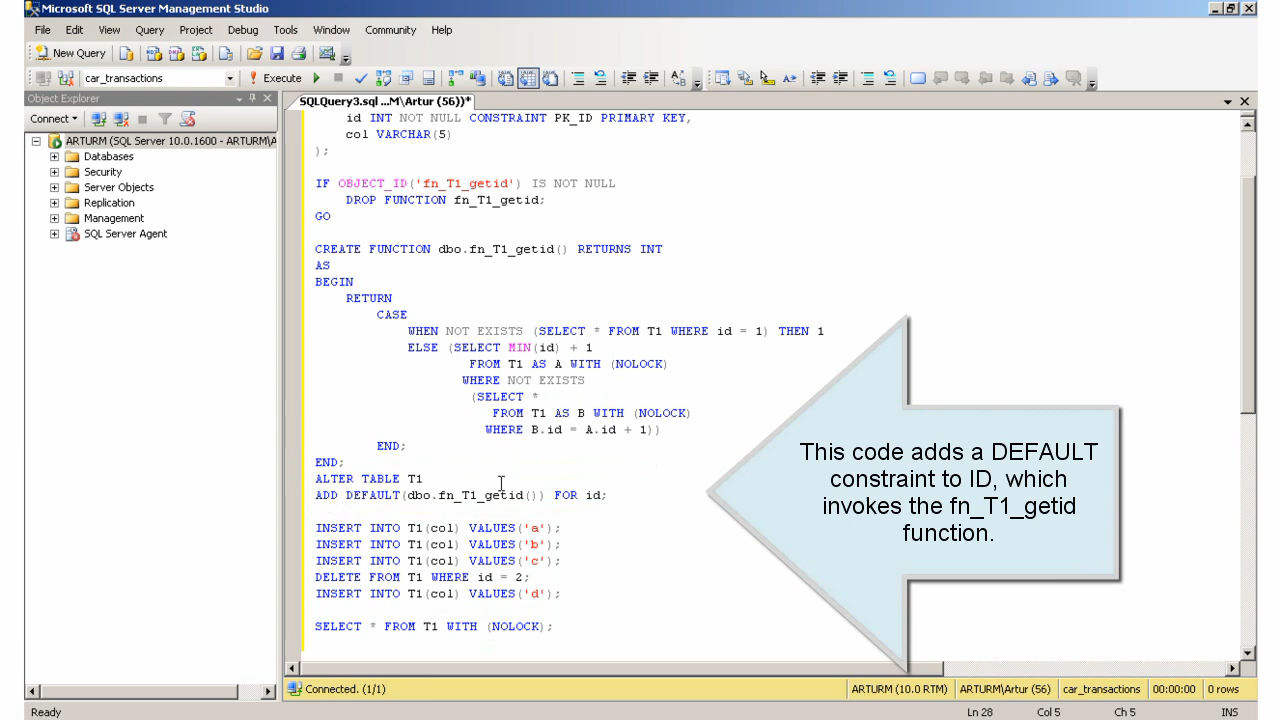 Microsoft SQL Server Management Studio
File Edit View Query Project Debug Tools Window Community Help
New Query
car_transactions Execute
Object Explorer
SQLQuery3.sql ...M\Artur (56))*
Connect
ARTURM (SQL Server 10.0.1600 - ARTURM\A
Databases
Security
Server Objects
Replication
Management
SQL Server Agent
id INT NOT NULL CONSTRAINT PK_ID PRIMARY KEY,
col VARCHAR(5)
);
IF OBJECT_ID('fn_T1_getid') IS NOT NULL
DROP FUNCTION fn_T1_getid;
GO
CREATE FUNCTION dbo.fn_T1_getid() RETURNS INT
AS
BEGIN
RETURN
CASE
WHEN NOT EXISTS (SELECT * FROM T1 WHERE id = 1) THEN 1
ELSE (SELECT MIN(id) + 1
FROM T1 AS A WITH (NOLOCK)
WHERE NOT EXISTS
(SELECT *
FROM T1 AS B WITH (NOLOCK)
WHERE B.id = A.id + 1))
END;
END;
ALTER TABLE T1
ADD DEFAULT(dbo.fn_T1_getid()) FOR id;
INSERT INTO T1(col) VALUES('a');
INSERT INTO T1(col) VALUES('b');
INSERT INTO T1(col) VALUES('c');
DELETE FROM T1 WHERE id = 2;
INSERT INTO T1(col) VALUES('d');
SELECT * FROM T1 WITH (NOLOCK);
This code adds a DEFAULT
constraint to ID, which
invokes the fn_T1_getid
function.
Connected. (1/1)
ARTURM (10.0 RTM) ARTURM\Artur (56) car_transactions 00:00:00 0 rows
Ready
Ln 28 Col 5 Ch 5 INS